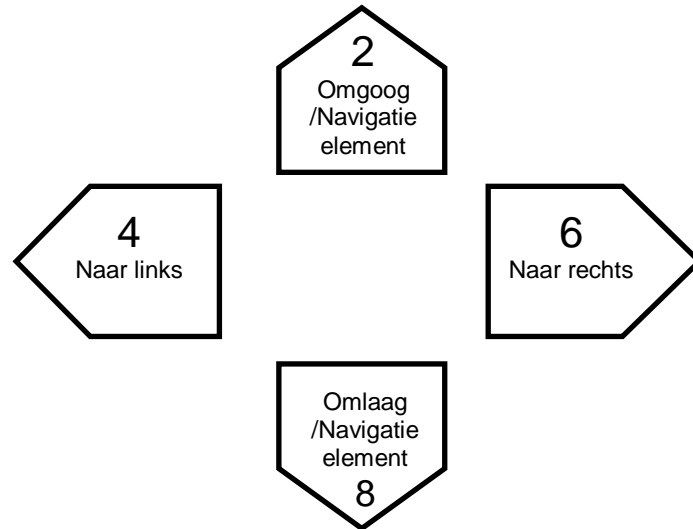 2
Omgoog
/Navigatie
element
4
Naar links
6
Naar rechts
Omlaag
/Navigatie
element
8